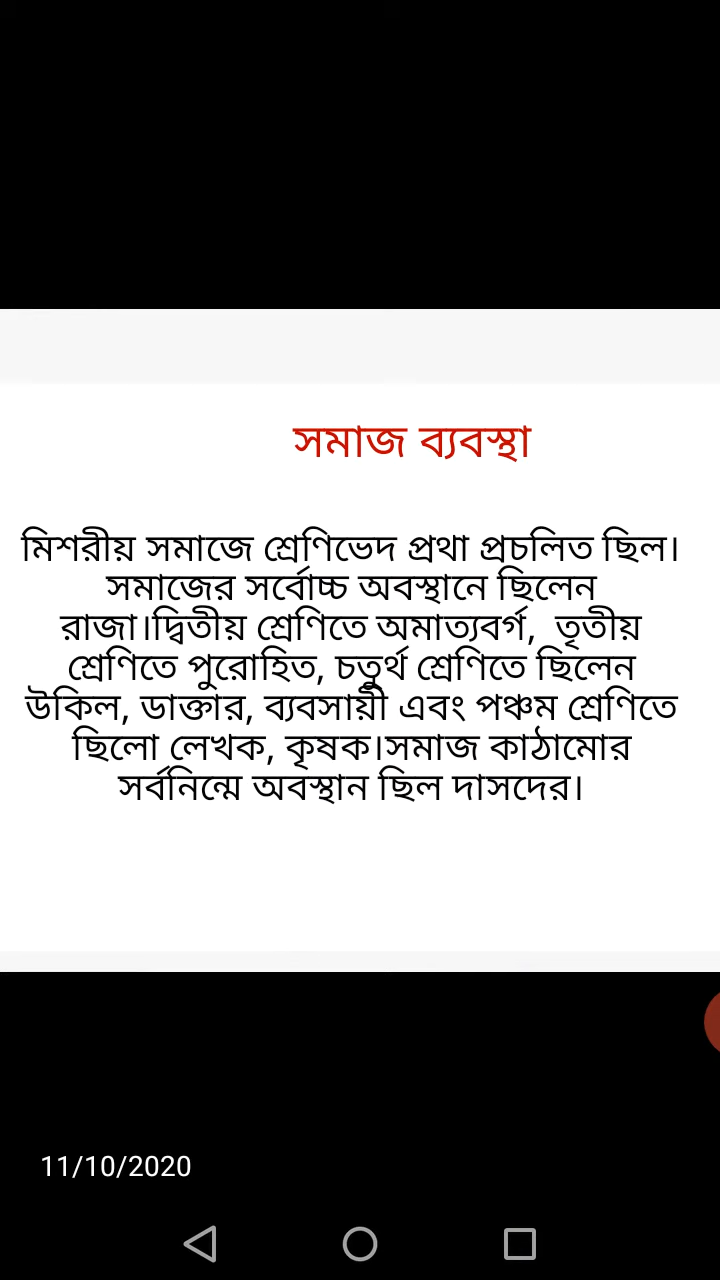 সমাজ ব্যবস্থা
মিশরীয় সমাজে শ্রেণিভেদ প্রথা প্রচলিত ছিল।
সমাজের সর্বোচ্চ অবস্থানে ছিলেন
রাজা।দ্বিতীয় শ্রেণিতে অমাত্যবর্গ,  তৃতীয়
শ্রেণিতে পুরোহিত, চতুর্থ শ্রেণিতে ছিলেন
উকিল, ডাক্তার, ব্যবসায়ী এবং পঞ্চম শ্রেণিতে
ছিলো লেখক, কৃষক।সমাজ কাঠামোর
সর্বনিন্মে অবস্থান ছিল দাসদের।
11/10/2020